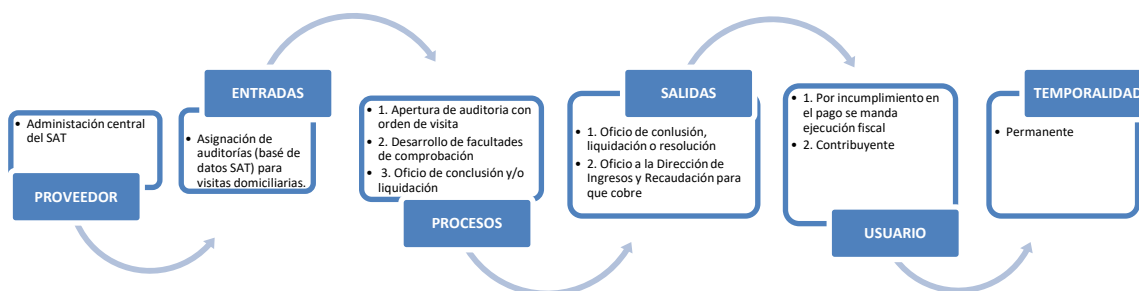 • Administación central
del SAT
PROVEEDOR
ENTRADAS
• Asignación de
auditorías (basé de
datos SAT) para
visitas domiciliarias.
• 1. Apertura de auditoria con
orden de visita
• 2. Desarrollo de facultades
de comprobación
• 3. Oficio de conclusión y/o
liquidación
PROCESOS
SALIDAS
• 1. Oficio de conlusión,
liquidación o resolución
• 2. Oficio a la Dirección de
Ingresos y Recaudación para
que cobre
• 1. Por incumplimiento en
el pago se manda
ejecución fiscal
• 2. Contribuyente
USUARIO
TEMPORALIDAD
• Permanente